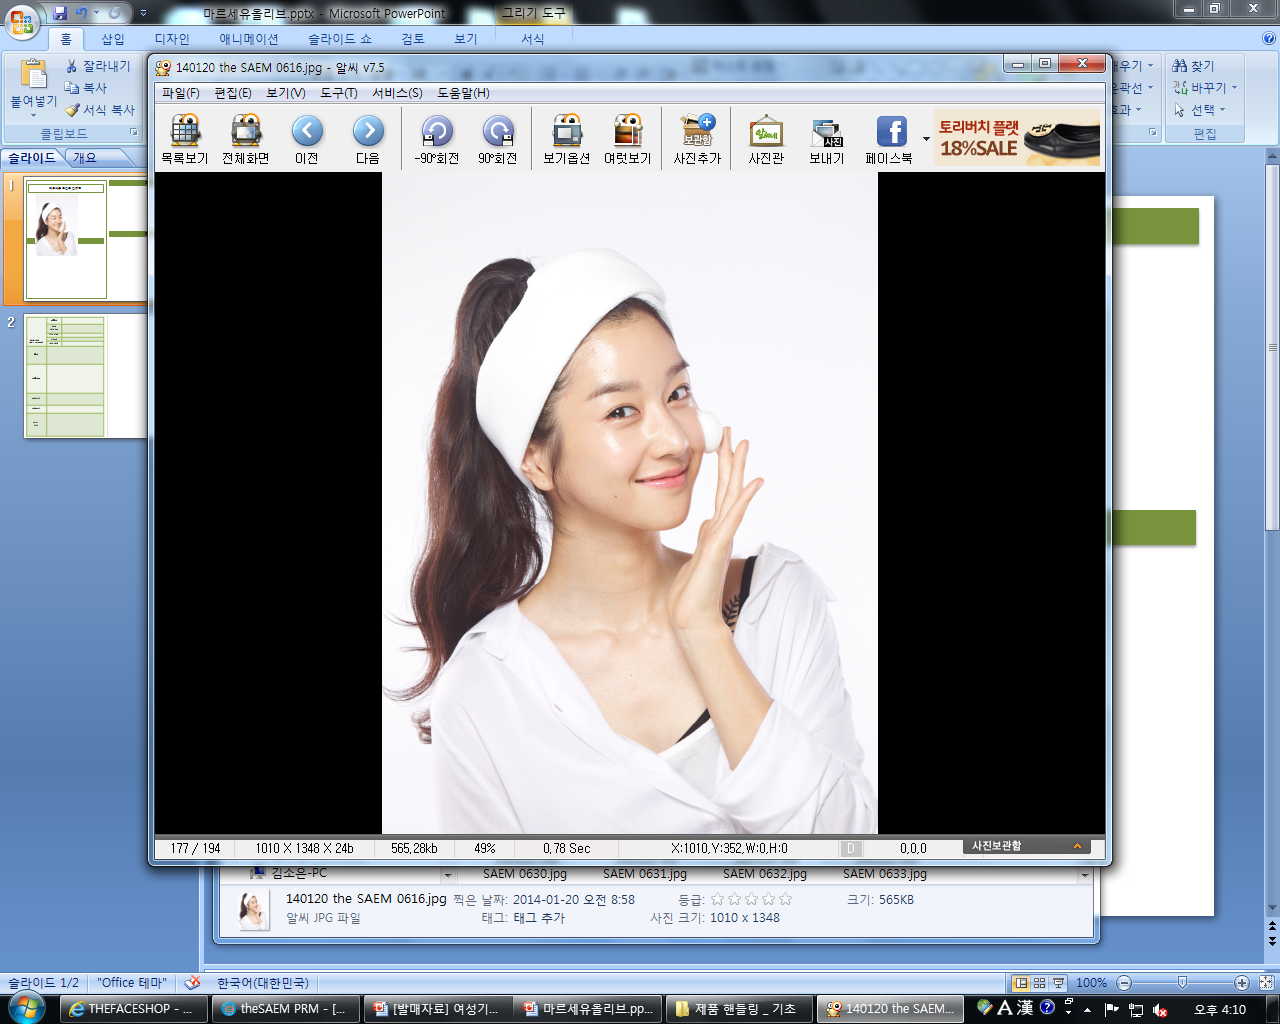 마르세유올리브.pptx - Microsoft PowerPoint
그리기 도구
홈 삽입 디자인 애니메이션 슬라이드 쇼 검토 보기 서식
붙여넣기
잘라내기
복사
서식 복사
클립보드
찾기
바꾸기
선택
편집
슬라이드 개요
1
2
140120 the SAEM 0616.jpg - 알씨 v7.5
파일(F) 편집(E) 보기(V) 도구(T) 서비스(S) 도움말(H)
목록보기 전체화면 이전 다음 -90°회전 90°회전 보기옵션 여럿보기 사진추가 사진관 보내기 페이스북
보관함
알씨네
사진
토리버치 플랫
18%SALE
177 / 194 1010 X 1348 X 24b 565,28kb 49% 0,78 Sec X:1010,Y:352,W:0,H:0 D 0,0,0 사진보관함
김소은-PC SAEM 0630.jpg SAEM 0631.jpg SAEM 0632.jpg SAEM 0633.jpg
140120 the SAEM 0616.jpg 찍은 날짜: 2014-01-20 오전 8:58 등급: 크기: 565KB
알씨 JPG 파일 태그: 태그 추가 사진 크기: 1010 x 1348
슬라이드 1/2 "Office 테마" 한국어(대한민국) 100%
THEFACESHOP - ... theSAEM PRM - [... [발매자료] 여성기... 마르세유올리브.pp... 제품 핸들링 _ 기초 140120 the SAEM... A 漢 오후 4:10